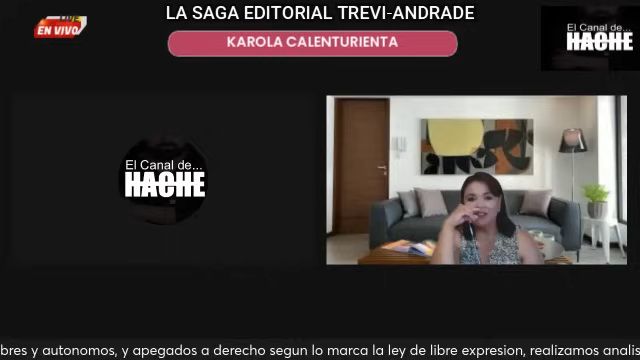 LA SAGA EDITORIAL TREVI-ANDRADE
LIVE
EN VIVO
KAROLA CALENTURIENTA
El Canal de...
HACHE
El Canal de...
HACHE
bres y autonomos, y apegados a derecho segun lo marca la ley de libre expresion, realizamos analis